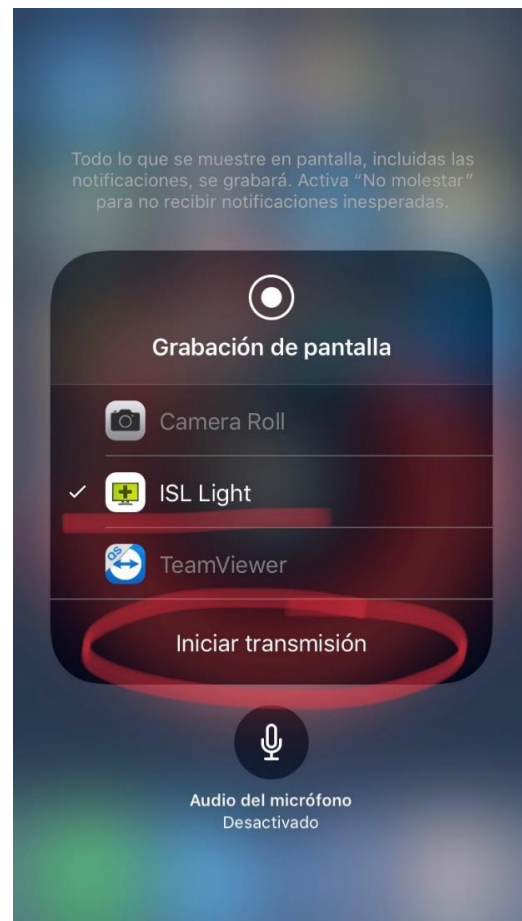 Todo lo que se muestre en pantalla, incluidas las
notificaciones, se grabará. Activa “No molestar”
para no recibir notificaciones inesperadas.
Grabación de pantalla
Camera Roll
ISL Light
QS
TeamViewer
Iniciar transmisión
Audio del micrófono
Desactivado